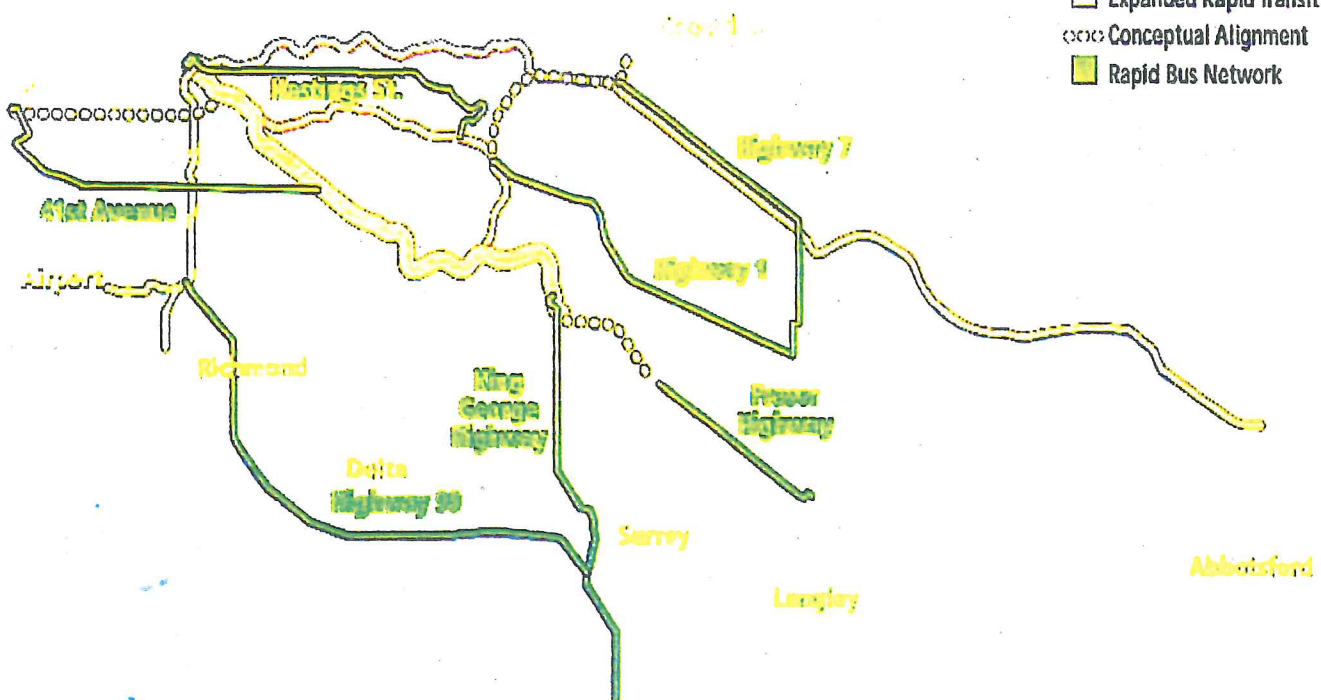 Expanded Rapid Transit
Conceptual Alignment
Rapid Bus Network
Hastings St.
Highway 7
41st Avenue
Airport
Highway 1
Richmond
King
George
Highway
Fraser
Highway
Delta
Highway 99
Surrey
Langley
Abbotsford